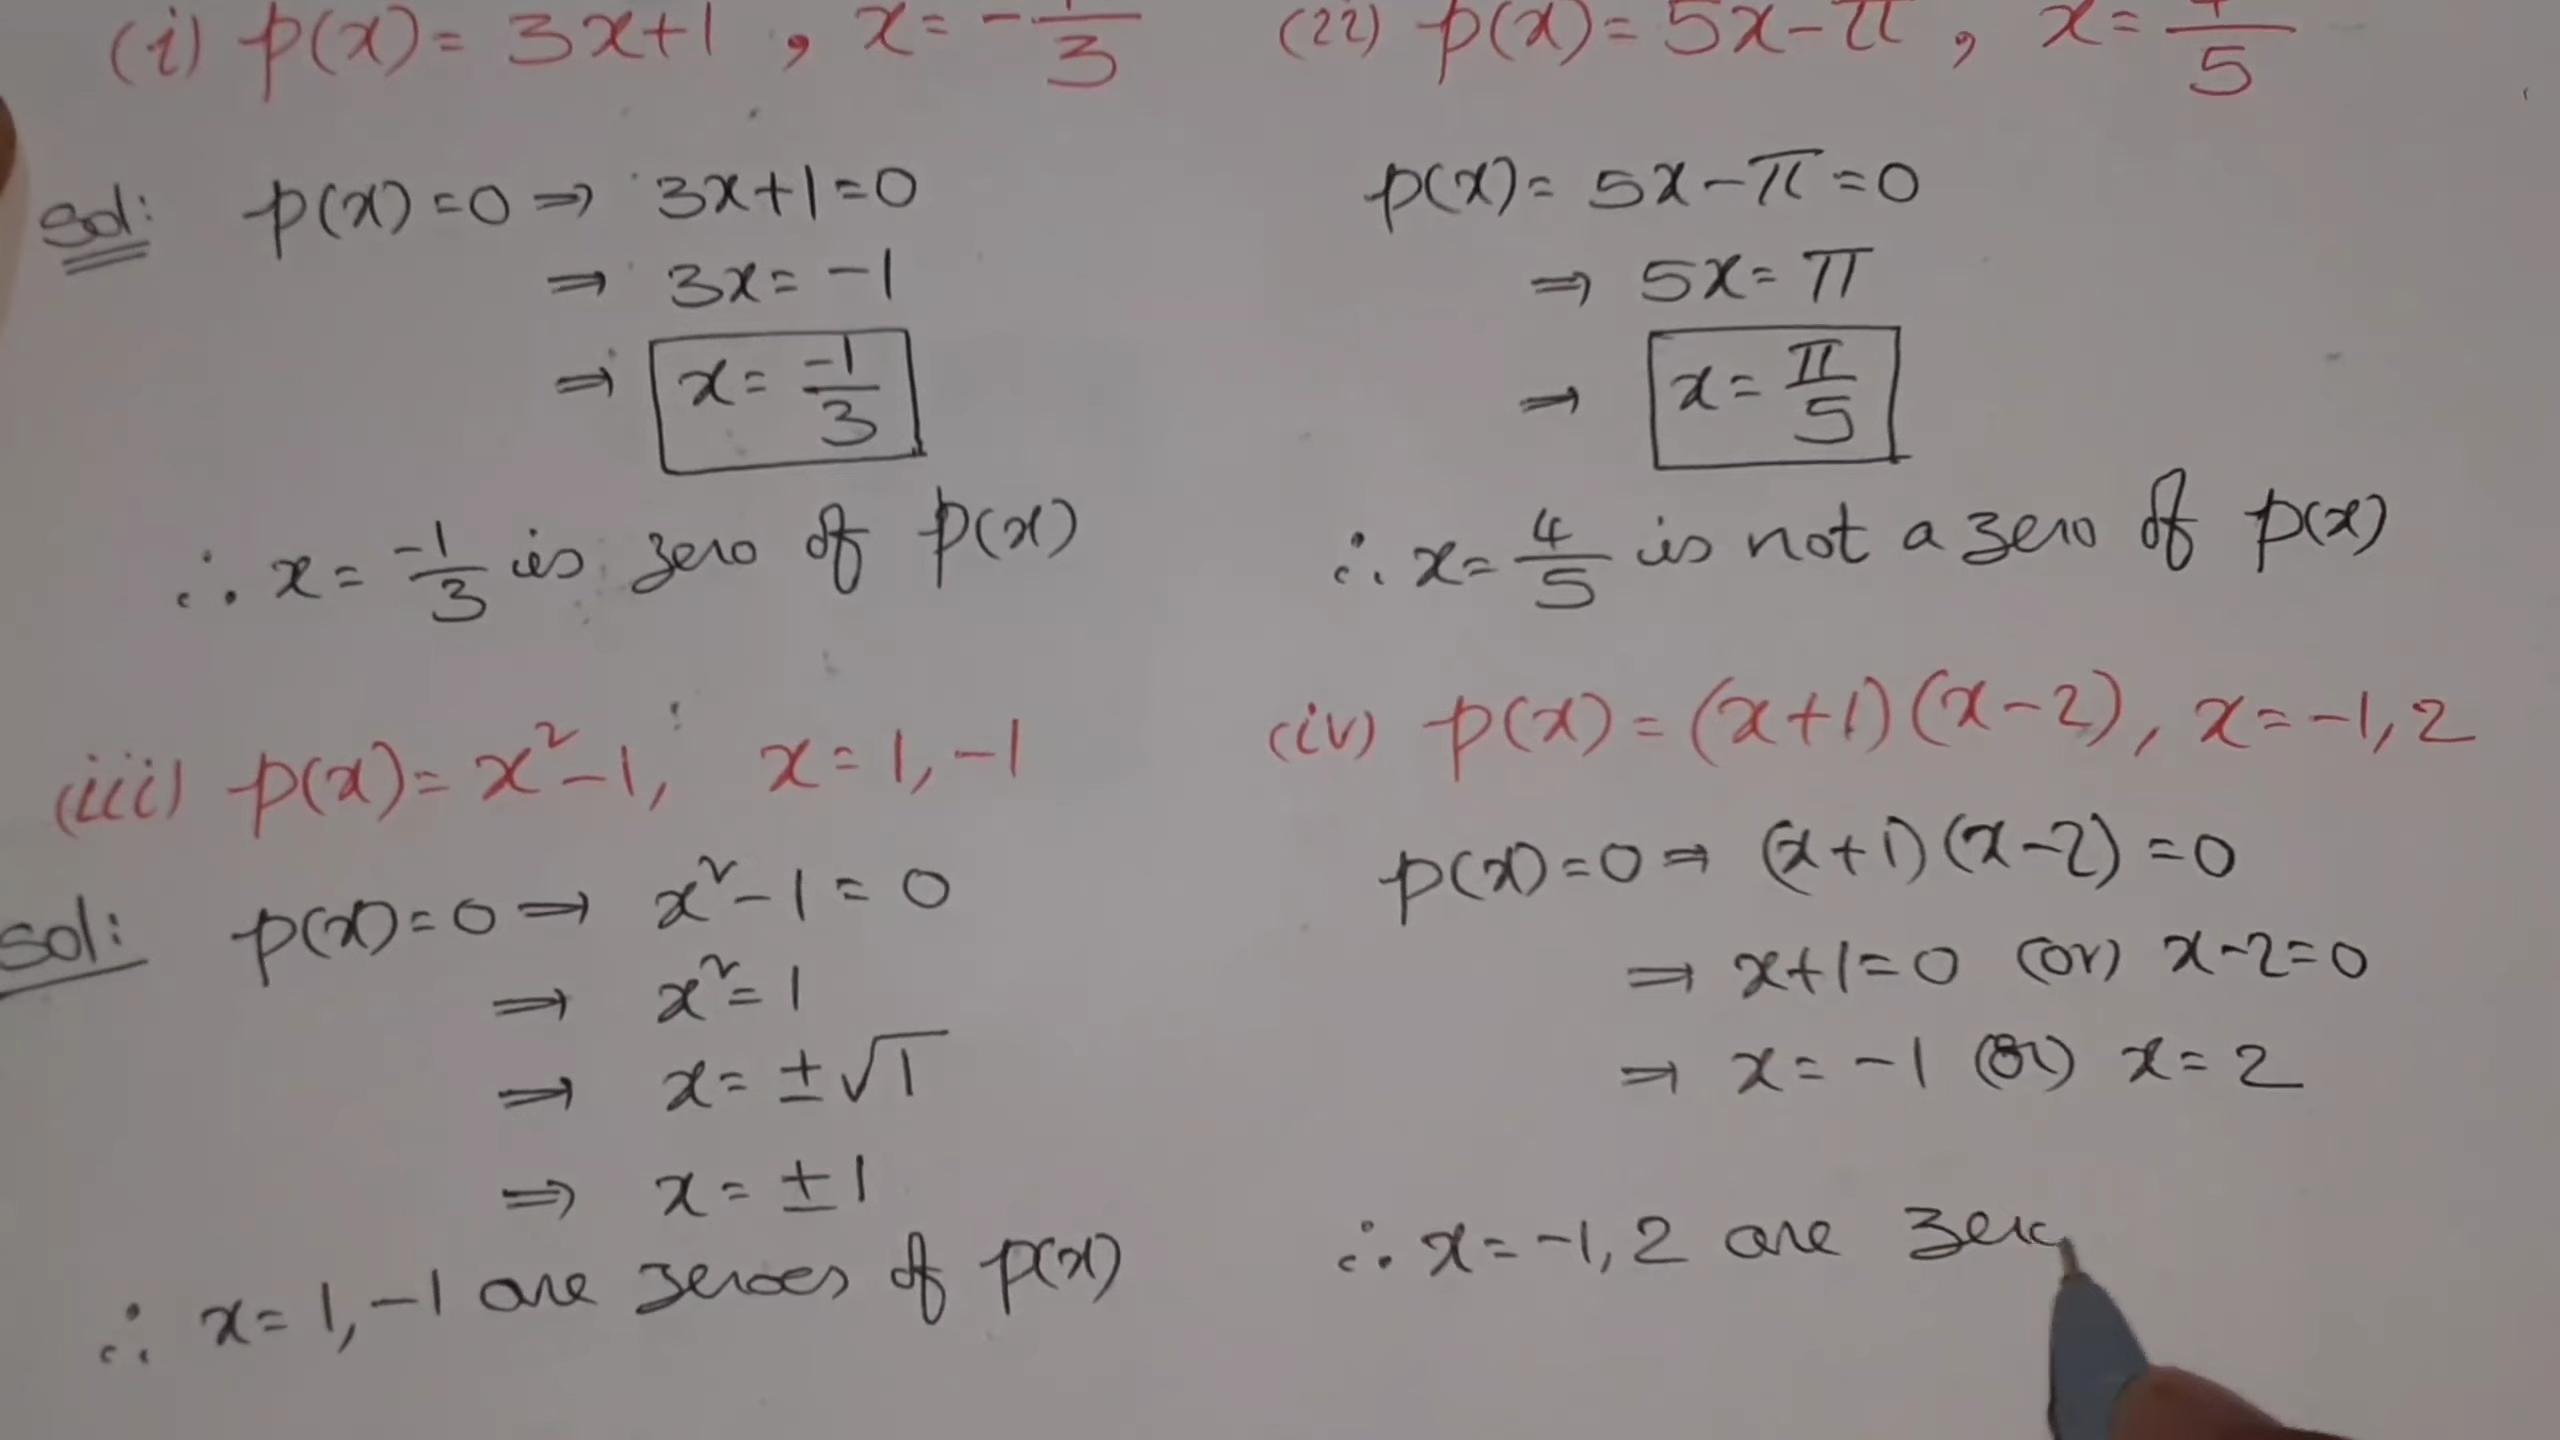 (i) p(x) = 3x+1 , x = -1/3
Sol: p(x) = 0 ⇒ 3x+1 = 0
⇒ 3x = -1
⇒ x = -1/3
∴ x = -1/3 is zero of p(x)
(ii) p(x) = 5x-π , x = 4/5
p(x) = 5x-π = 0
⇒ 5x = π
⇒ x = π/5
∴ x = 4/5 is not a zero of p(x)
(iii) p(x) = x²-1, x = 1, -1
Sol: p(x) = 0 ⇒ x²-1 = 0
⇒ x² = 1
⇒ x = ±√1
⇒ x = ±1
∴ x = 1, -1 are zeroes of p(x)
(iv) p(x) = (x+1)(x-2), x = -1, 2
p(x) = 0 ⇒ (x+1)(x-2) = 0
⇒ x+1 = 0 (or) x-2 = 0
⇒ x = -1 (or) x = 2
∴ x = -1, 2 are zero